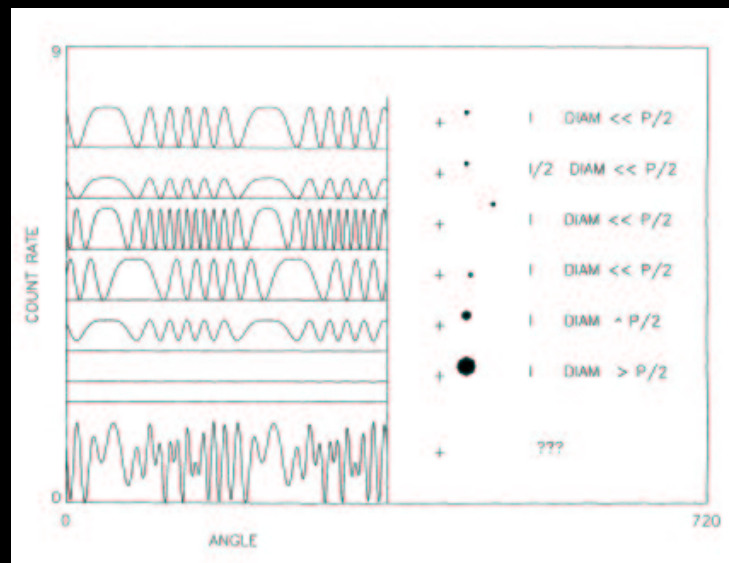 9
I DIAM << P/2
I/2 DIAM << P/2
I DIAM << P/2
I DIAM << P/2
I DIAM ~ P/2
I DIAM > P/2
???
COUNT RATE
0
0
720
ANGLE